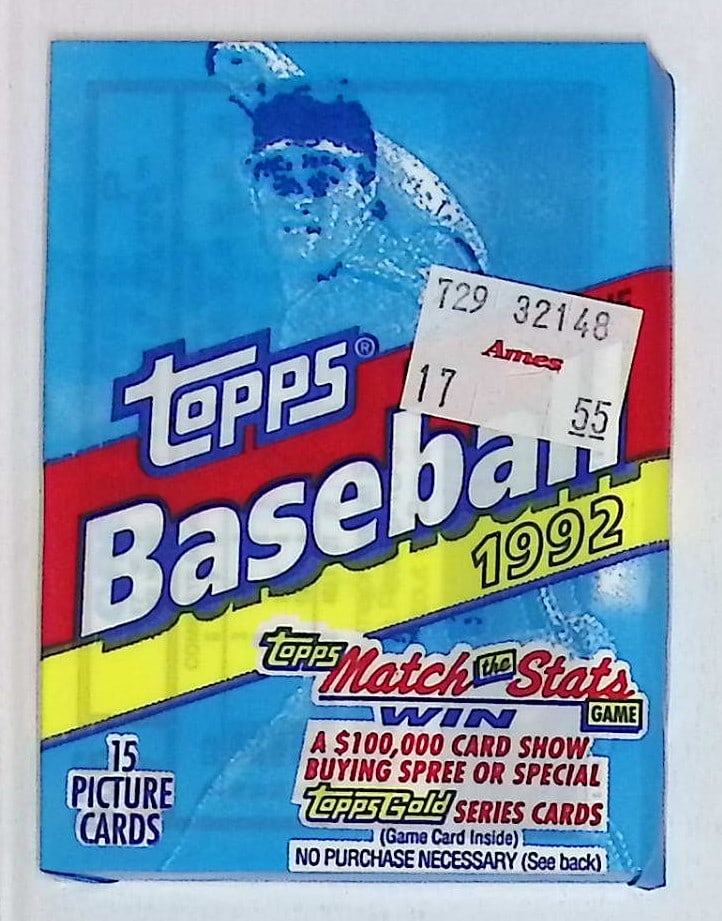 729 32148
Ames
17 55
Topps®
Baseball
1992
Topps Match the Stats
GAME
WIN
A $100,000 CARD SHOW
BUYING SPREE OR SPECIAL
Topps Gold SERIES CARDS
(Game Card Inside)
NO PURCHASE NECESSARY (See back)
15
PICTURE
CARDS